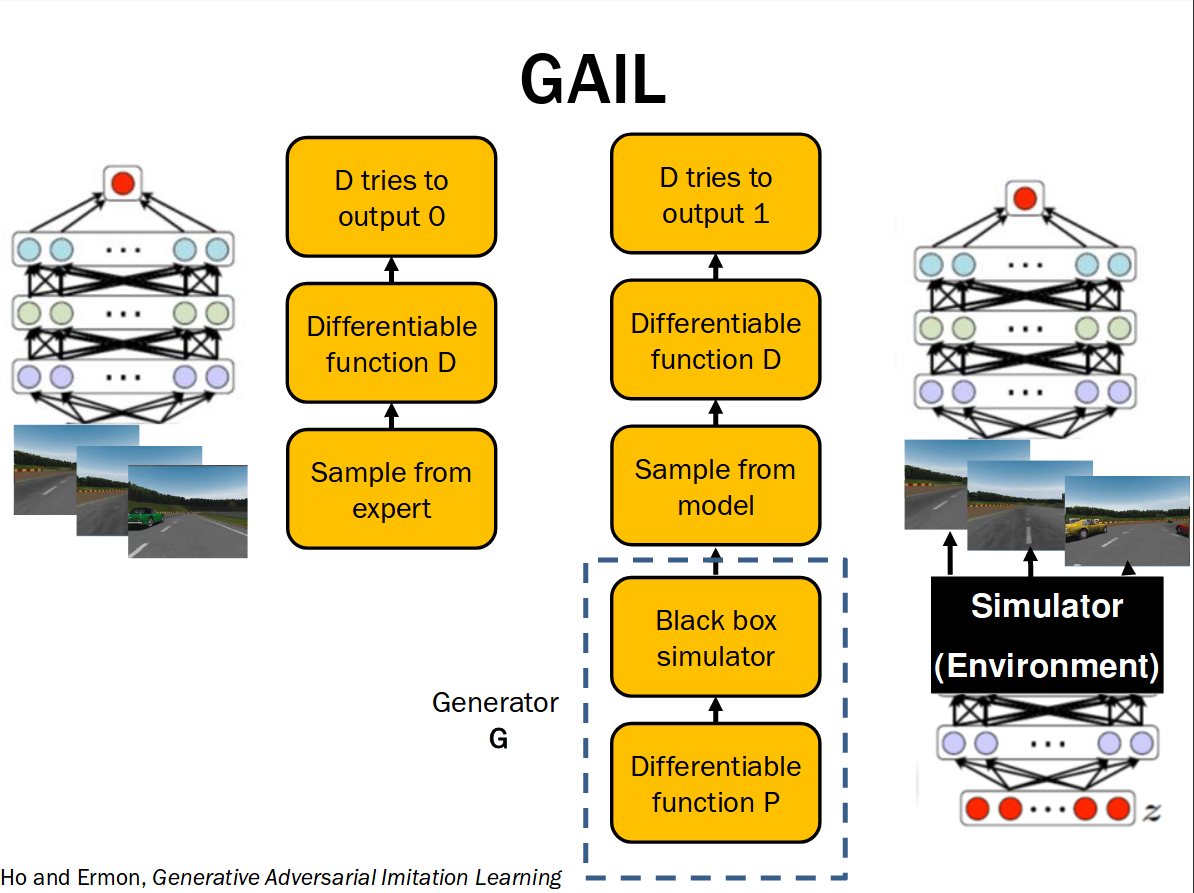 GAIL
D tries to
output 0
Differentiable
function D
Sample from
expert
D tries to
output 1
Differentiable
function D
Sample from
model
Black box
simulator
Differentiable
function P
Generator
G
Simulator
(Environment)
z
Ho and Ermon, Generative Adversarial Imitation Learning